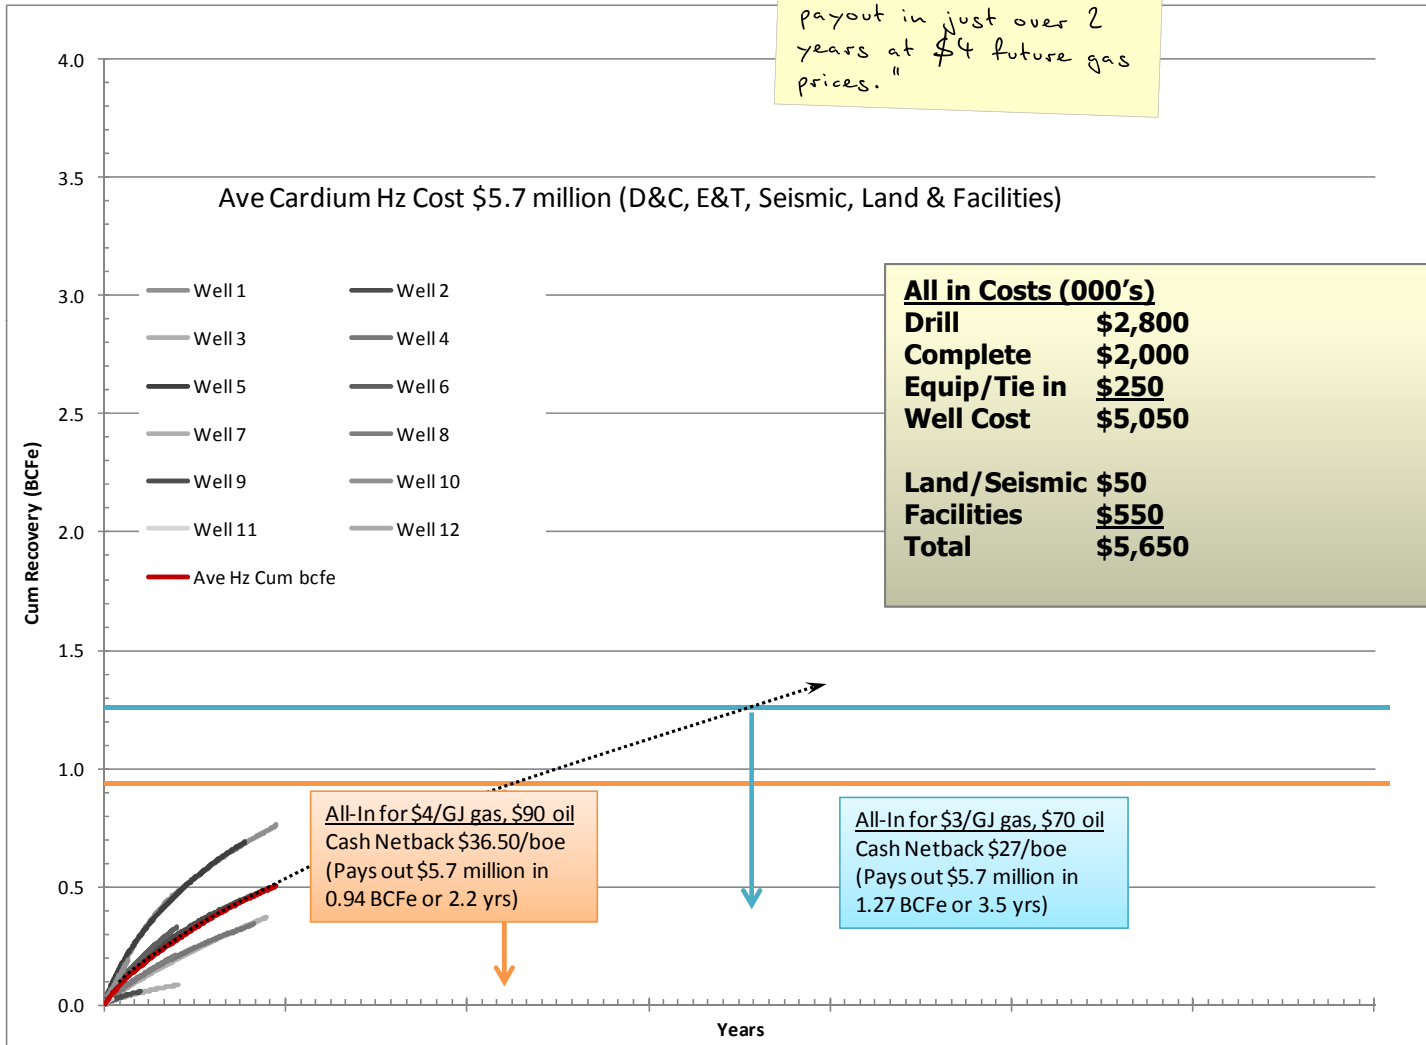 payout in just over 2
years at $4 future gas
prices."
4.0
3.5
Ave Cardium Hz Cost $5.7 million (D&C, E&T, Seismic, Land & Facilities)
3.0
2.5
2.0
1.5
1.0
0.5
0.0
Cum Recovery (BCFe)
Well 1
Well 2
Well 3
Well 4
Well 5
Well 6
Well 7
Well 8
Well 9
Well 10
Well 11
Well 12
Ave Hz Cum bcfe
All in Costs (000's)
Drill $2,800
Complete $2,000
Equip/Tie in $250
Well Cost $5,050
Land/Seismic $50
Facilities $550
Total $5,650
All-In for $4/GJ gas, $90 oil
Cash Netback $36.50/boe
(Pays out $5.7 million in
0.94 BCFe or 2.2 yrs)
All-In for $3/GJ gas, $70 oil
Cash Netback $27/boe
(Pays out $5.7 million in
1.27 BCFe or 3.5 yrs)
Years